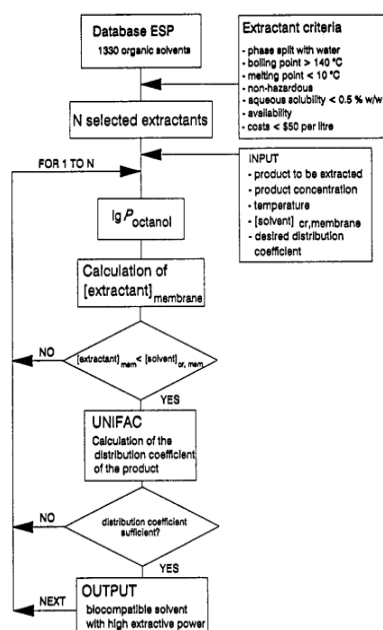 Database ESP
1330 organic solvents
Extractant criteria
- phase split with water
- boiling point > 140 °C
- melting point < 10 °C
- non-hazardous
- aqueous solubility < 0.5 % w/w
- availability
- costs < $50 per litre
N selected extractants
FOR 1 TO N
INPUT
- product to be extracted
- product concentration
- temperature
- [solvent] cr,membrane
- desired distribution
coefficient
lg P octanol
Calculation of
[extractant] membrane
NO
[extractant] mem < [solvent] cr, mem
YES
UNIFAC
Calculation of the
distribution coefficient
of the product
NO
distribution coefficient
sufficient?
YES
NEXT
OUTPUT
biocompatible solvent
with high extractive power